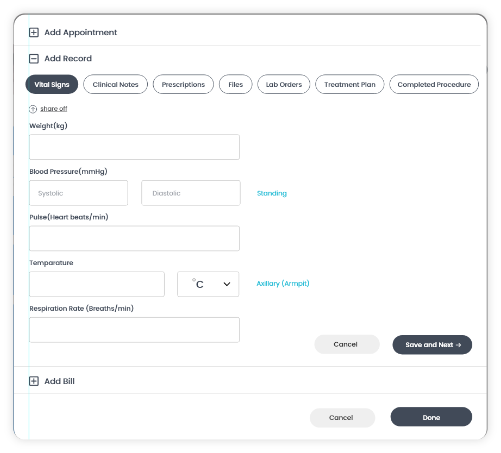 Add Appointment
Add Record
Vital Signs Clinical Notes Prescriptions Files Lab Orders Treatment Plan Completed Procedure
share off
Weight(kg)
Blood Pressure(mmHg)
Systolic Diastolic Standing
Pulse(Heart beats/min)
Temparature
°C Axillary (Armpit)
Respiration Rate (Breaths/min)
Cancel Save and Next →
Add Bill
Cancel Done